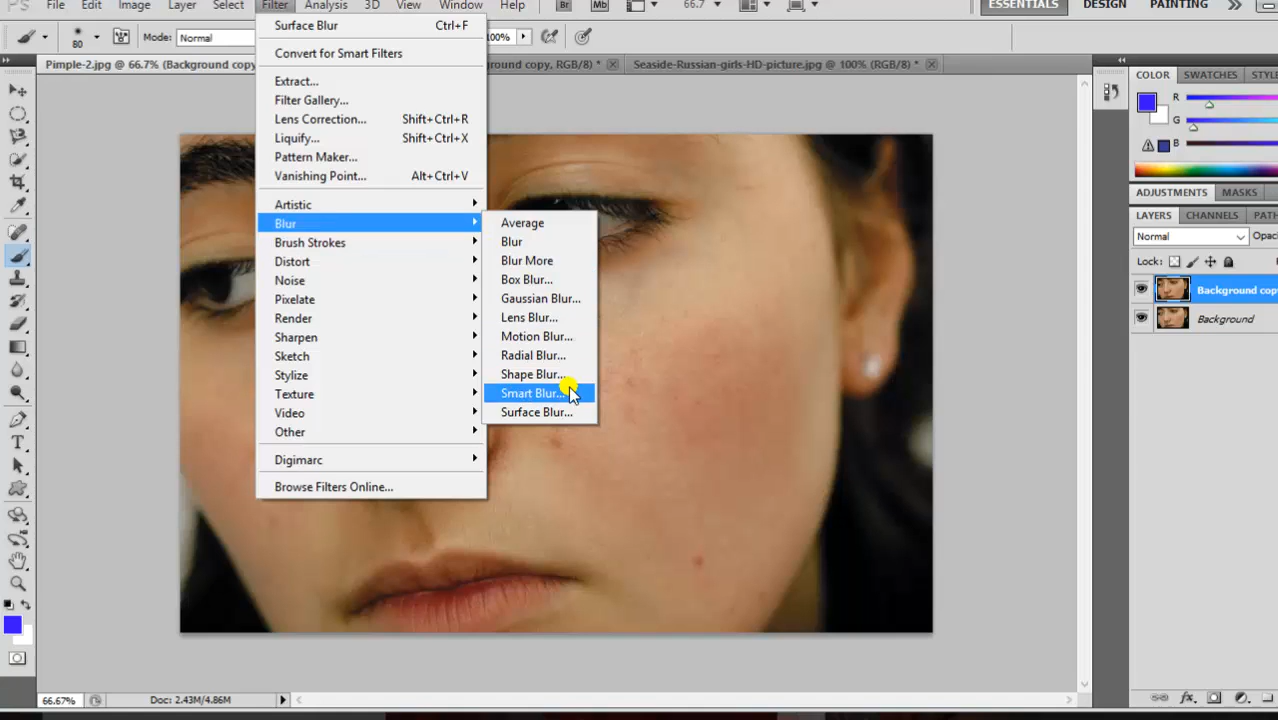 File Edit Image Layer Select Filter Analysis 3D View Window Help Br Mb 66.7 ESSENTIALS DESIGN PAINTING
80 Mode: Normal 100%
Pimple-2.jpg @ 66.7% (Background copy
ground copy, RGB/8) *
Seaside-Russian-girls-HD-picture.jpg @ 100% (RGB/8) *
Surface Blur Ctrl+F
Convert for Smart Filters
Extract...
Filter Gallery...
Lens Correction... Shift+Ctrl+R
Liquify... Shift+Ctrl+X
Pattern Maker...
Vanishing Point... Alt+Ctrl+V
Artistic
Blur
Brush Strokes
Distort
Noise
Pixelate
Render
Sharpen
Sketch
Stylize
Texture
Video
Other
Digimarc
Browse Filters Online...
Average
Blur
Blur More
Box Blur...
Gaussian Blur...
Lens Blur...
Motion Blur...
Radial Blur...
Shape Blur...
Smart Blur...
Surface Blur...
COLOR SWATCHES STYLE
R
G
B
ADJUSTMENTS MASKS
LAYERS CHANNELS PATH
Normal Opac
Lock:
Background cop
Background
66.67% Doc: 2.43M/4.86M